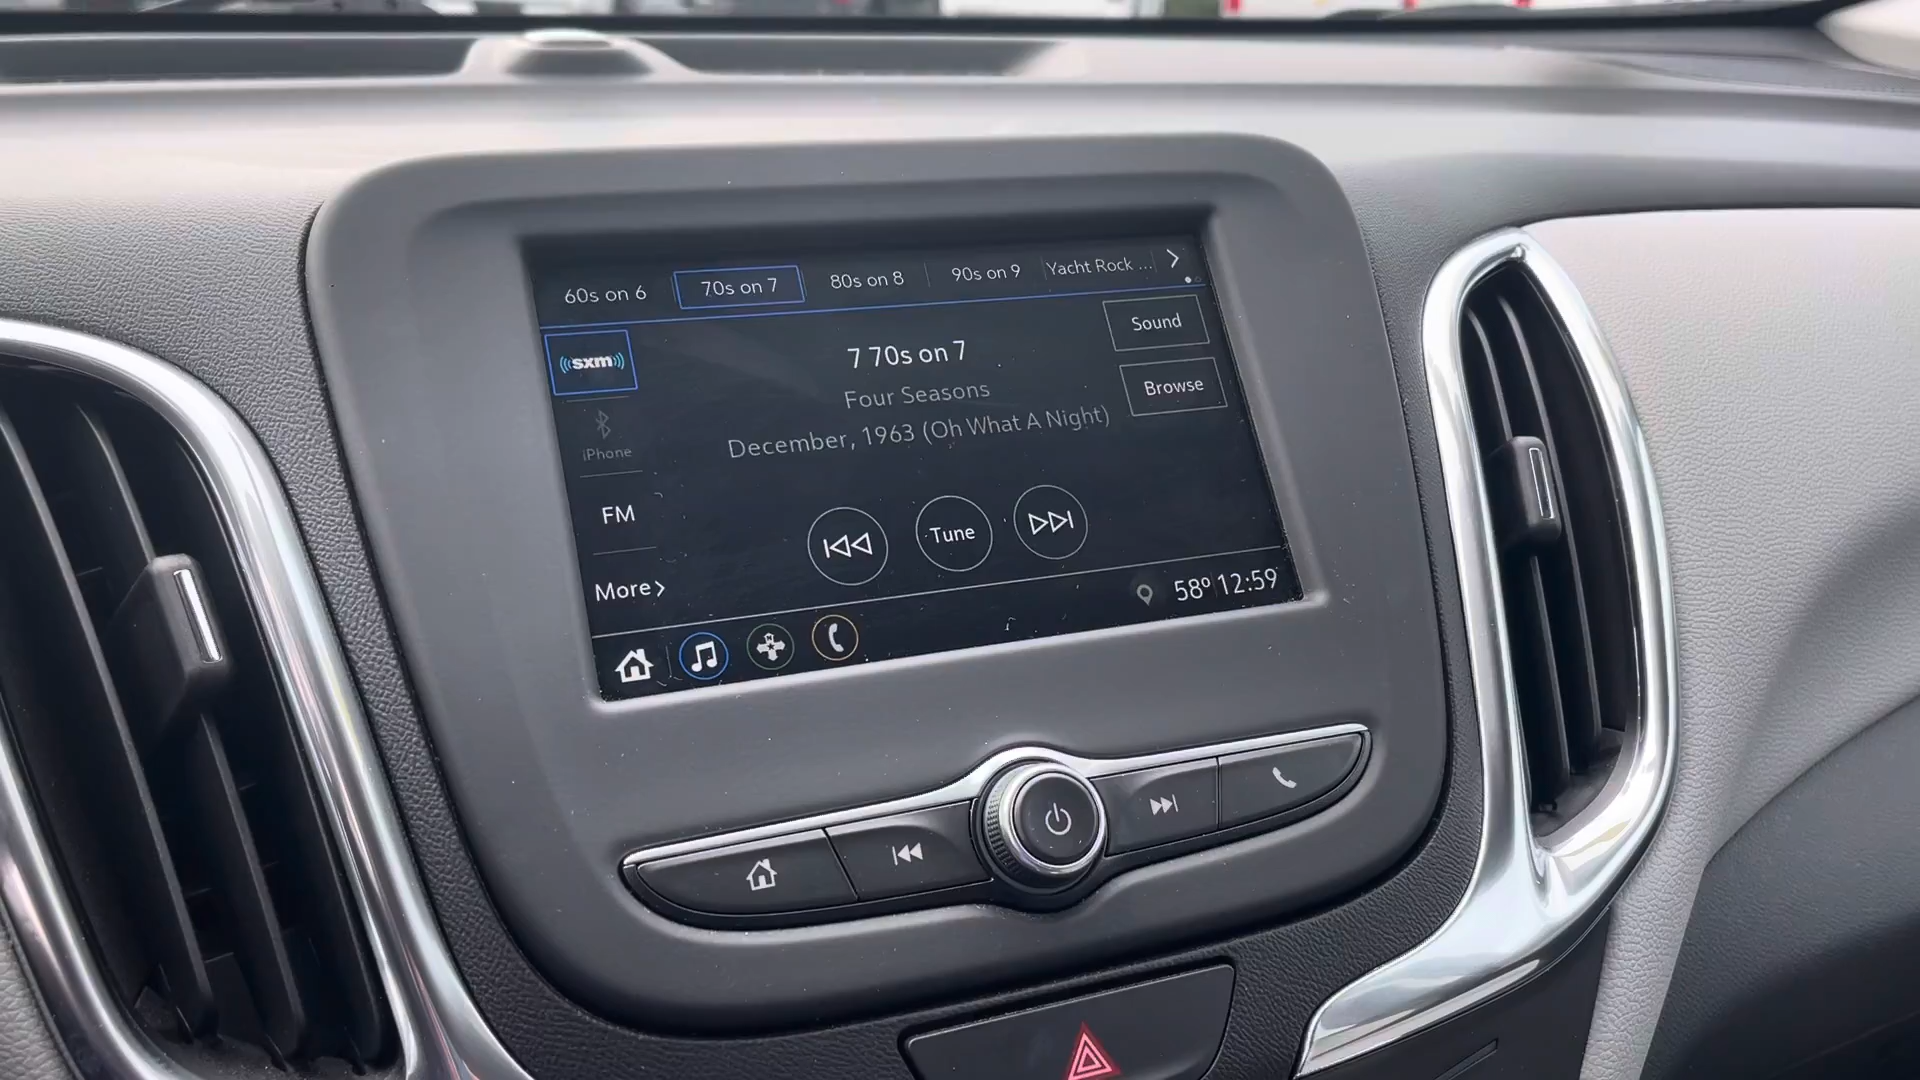 60s on 6
70s on 7
80s on 8
90s on 9
Yacht Rock ...
((sxm))
7 70s on 7
Sound
Four Seasons
Browse
December, 1963 (Oh What A Night)
iPhone
FM
Tune
More
58° 12:59